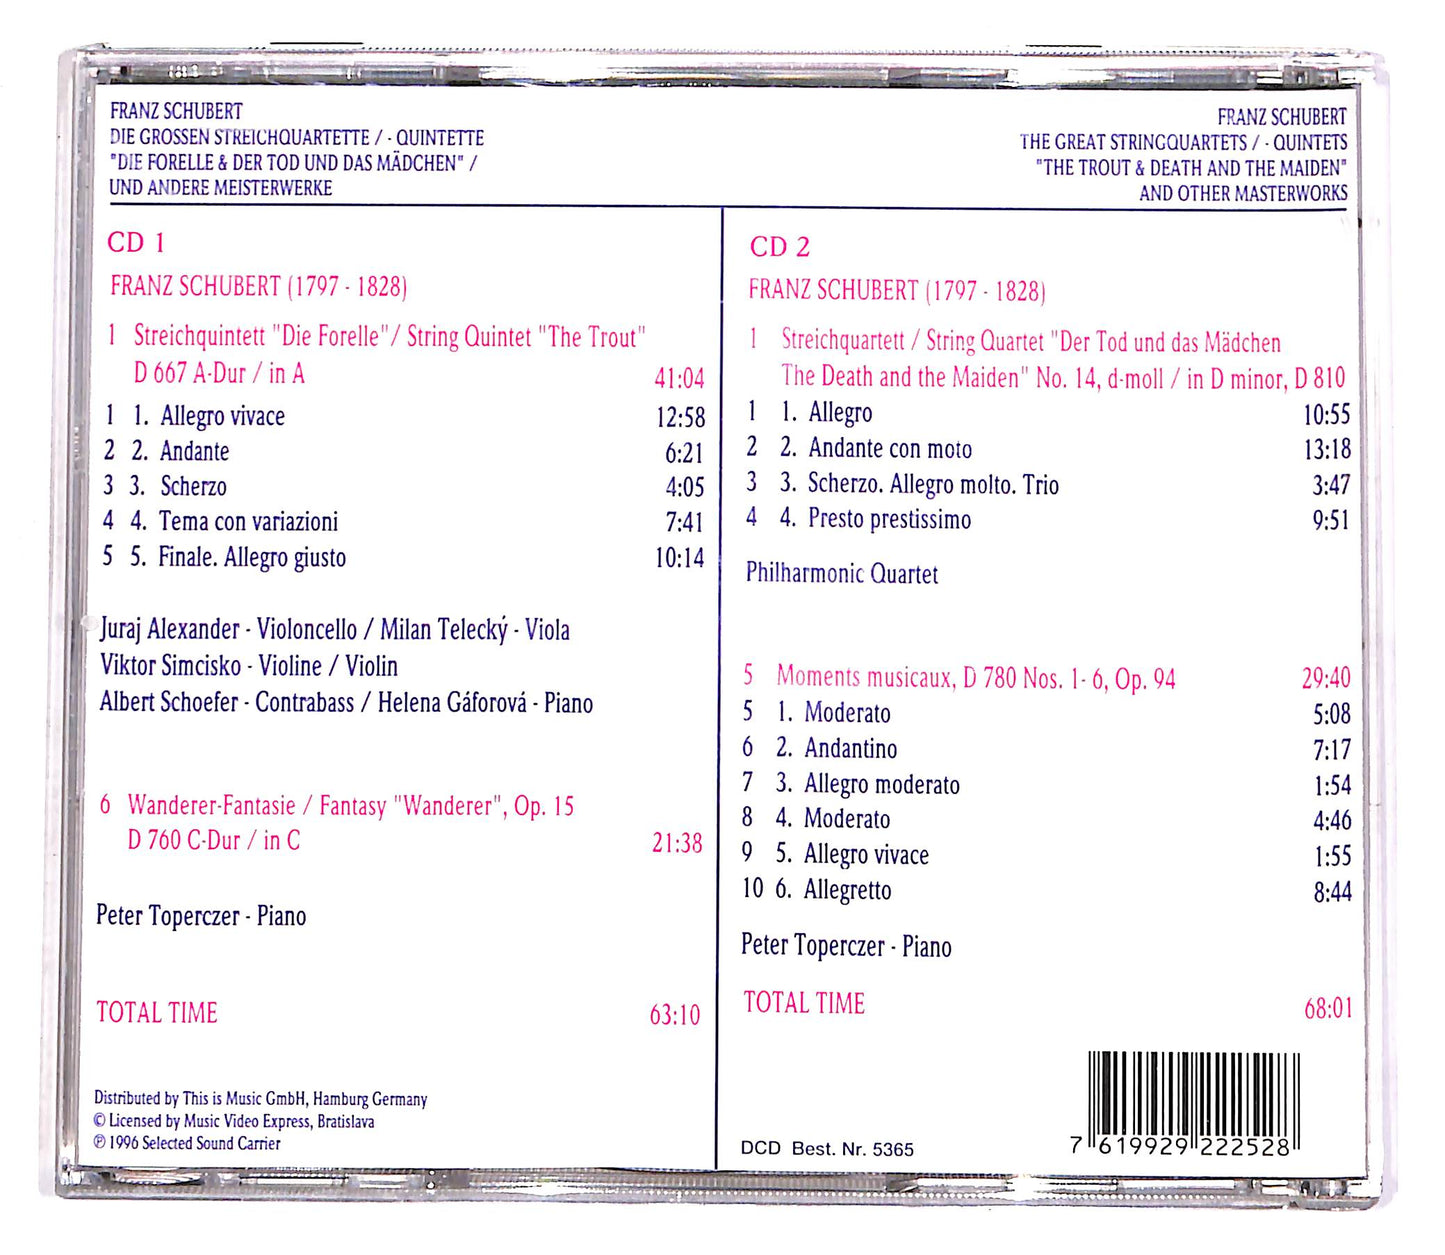 FRANZ SCHUBERT
DIE GROSSEN STREICHQUARTETTE / - QUINTETTE
"DIE FORELLE & DER TOD UND DAS MÄDCHEN" /
UND ANDERE MEISTERWERKE
FRANZ SCHUBERT
THE GREAT STRINGQUARTETS / - QUINTETS
"THE TROUT & DEATH AND THE MAIDEN"
AND OTHER MASTERWORKS
CD 1
FRANZ SCHUBERT (1797 - 1828)
1 Streichquintett "Die Forelle"/ String Quintet "The Trout"
D 667 A-Dur / in A 41:04
1 1. Allegro vivace 12:58
2 2. Andante 6:21
3 3. Scherzo 4:05
4 4. Tema con variazioni 7:41
5 5. Finale. Allegro giusto 10:14
Juraj Alexander - Violoncello / Milan Telecký - Viola
Viktor Simcisko - Violine / Violin
Albert Schoefer - Contrabass / Helena Gáforová - Piano
6 Wanderer-Fantasie / Fantasy "Wanderer", Op. 15
D 760 C-Dur / in C 21:38
Peter Toperczer - Piano
TOTAL TIME 63:10
Distributed by This is Music GmbH, Hamburg Germany
© Licensed by Music Video Express, Bratislava
℗ 1996 Selected Sound Carrier
CD 2
FRANZ SCHUBERT (1797 - 1828)
1 Streichquartett / String Quartet "Der Tod und das Mädchen
The Death and the Maiden" No. 14, d-moll / in D minor, D 810
1 1. Allegro 10:55
2 2. Andante con moto 13:18
3 3. Scherzo. Allegro molto. Trio 3:47
4 4. Presto prestissimo 9:51
Philharmonic Quartet
5 Moments musicaux, D 780 Nos. 1- 6, Op. 94 29:40
5 1. Moderato 5:08
6 2. Andantino 7:17
7 3. Allegro moderato 1:54
8 4. Moderato 4:46
9 5. Allegro vivace 1:55
10 6. Allegretto 8:44
Peter Toperczer - Piano
TOTAL TIME 68:01
DCD Best. Nr. 5365
7 619929 222528